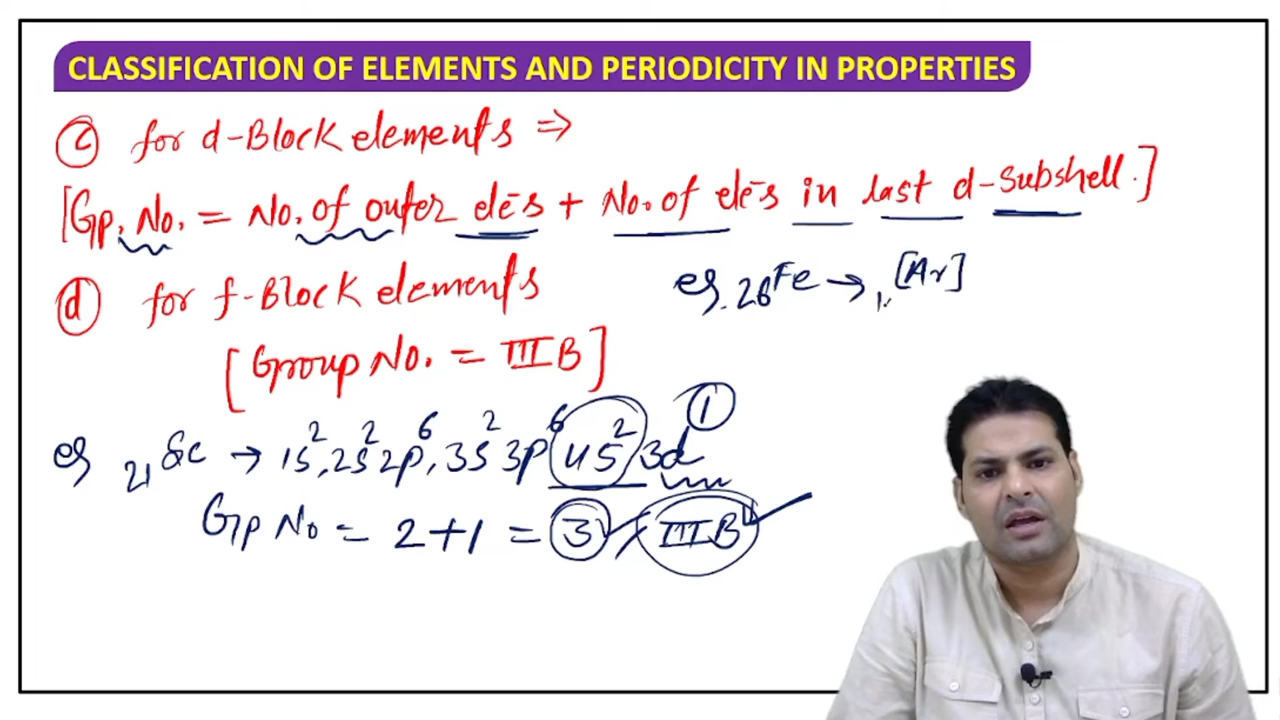 CLASSIFICATION OF ELEMENTS AND PERIODICITY IN PROPERTIES
(c) for d-Block elements ⇒
[Gp. No. = No. of outer ele⁻s + No. of ele⁻s in last d-Subshell.]
(d) for f-Block elements
[Group No. = IIIB]
eg. ₂₆Fe → ₁₈[Ar]
eg ₂₁Sc → 1s², 2s² 2p⁶, 3s² 3p⁶ 4s² 3d¹
Gp No = 2+1 = 3 / IIIB